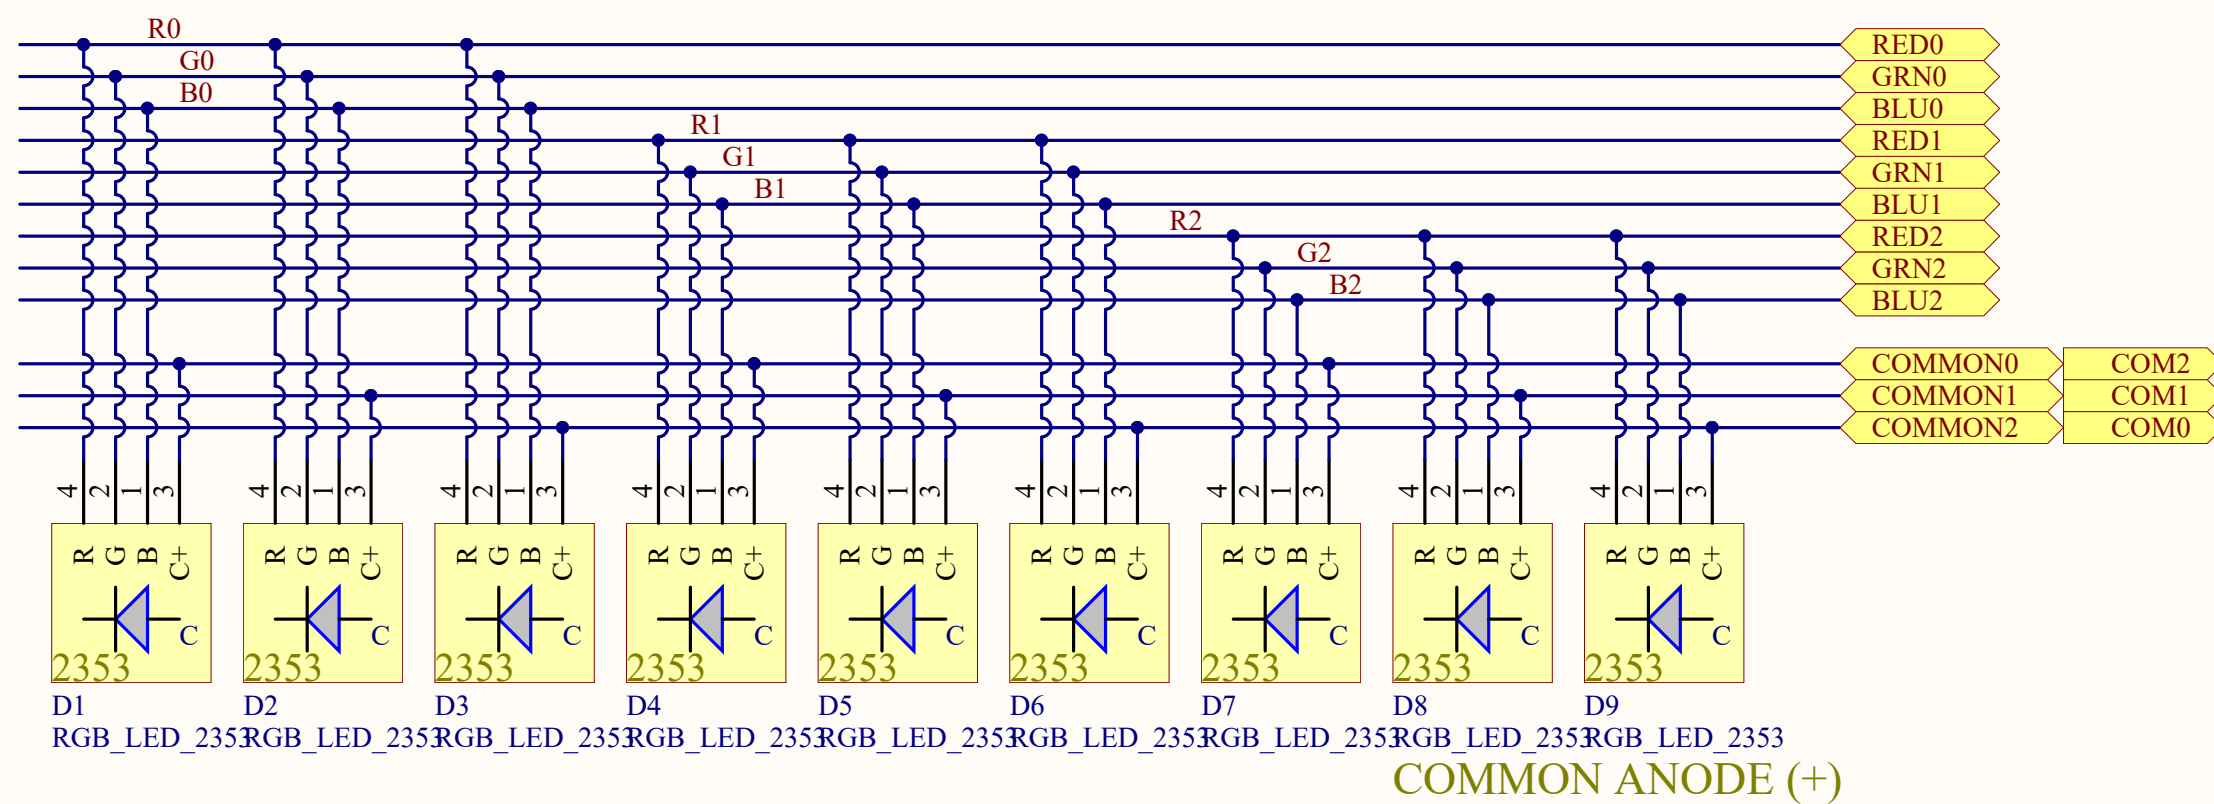 R0
RED0
G0
GRN0
B0
BLU0
R1
RED1
G1
GRN1
B1
BLU1
R2
RED2
G2
GRN2
B2
BLU2
COMMON0 COM2
COMMON1 COM1
COMMON2 COM0
4 2 1 3 4 2 1 3 4 2 1 3 4 2 1 3 4 2 1 3 4 2 1 3 4 2 1 3 4 2 1 3 4 2 1 3
R G B C+ R G B C+ R G B C+ R G B C+ R G B C+ R G B C+ R G B C+ R G B C+ R G B C+
C C C C C C C C C
2353 2353 2353 2353 2353 2353 2353 2353 2353
D1 D2 D3 D4 D5 D6 D7 D8 D9
RGB_LED_2353 RGB_LED_2353 RGB_LED_2353 RGB_LED_2353 RGB_LED_2353 RGB_LED_2353 RGB_LED_2353 RGB_LED_2353 RGB_LED_2353
COMMON ANODE (+)